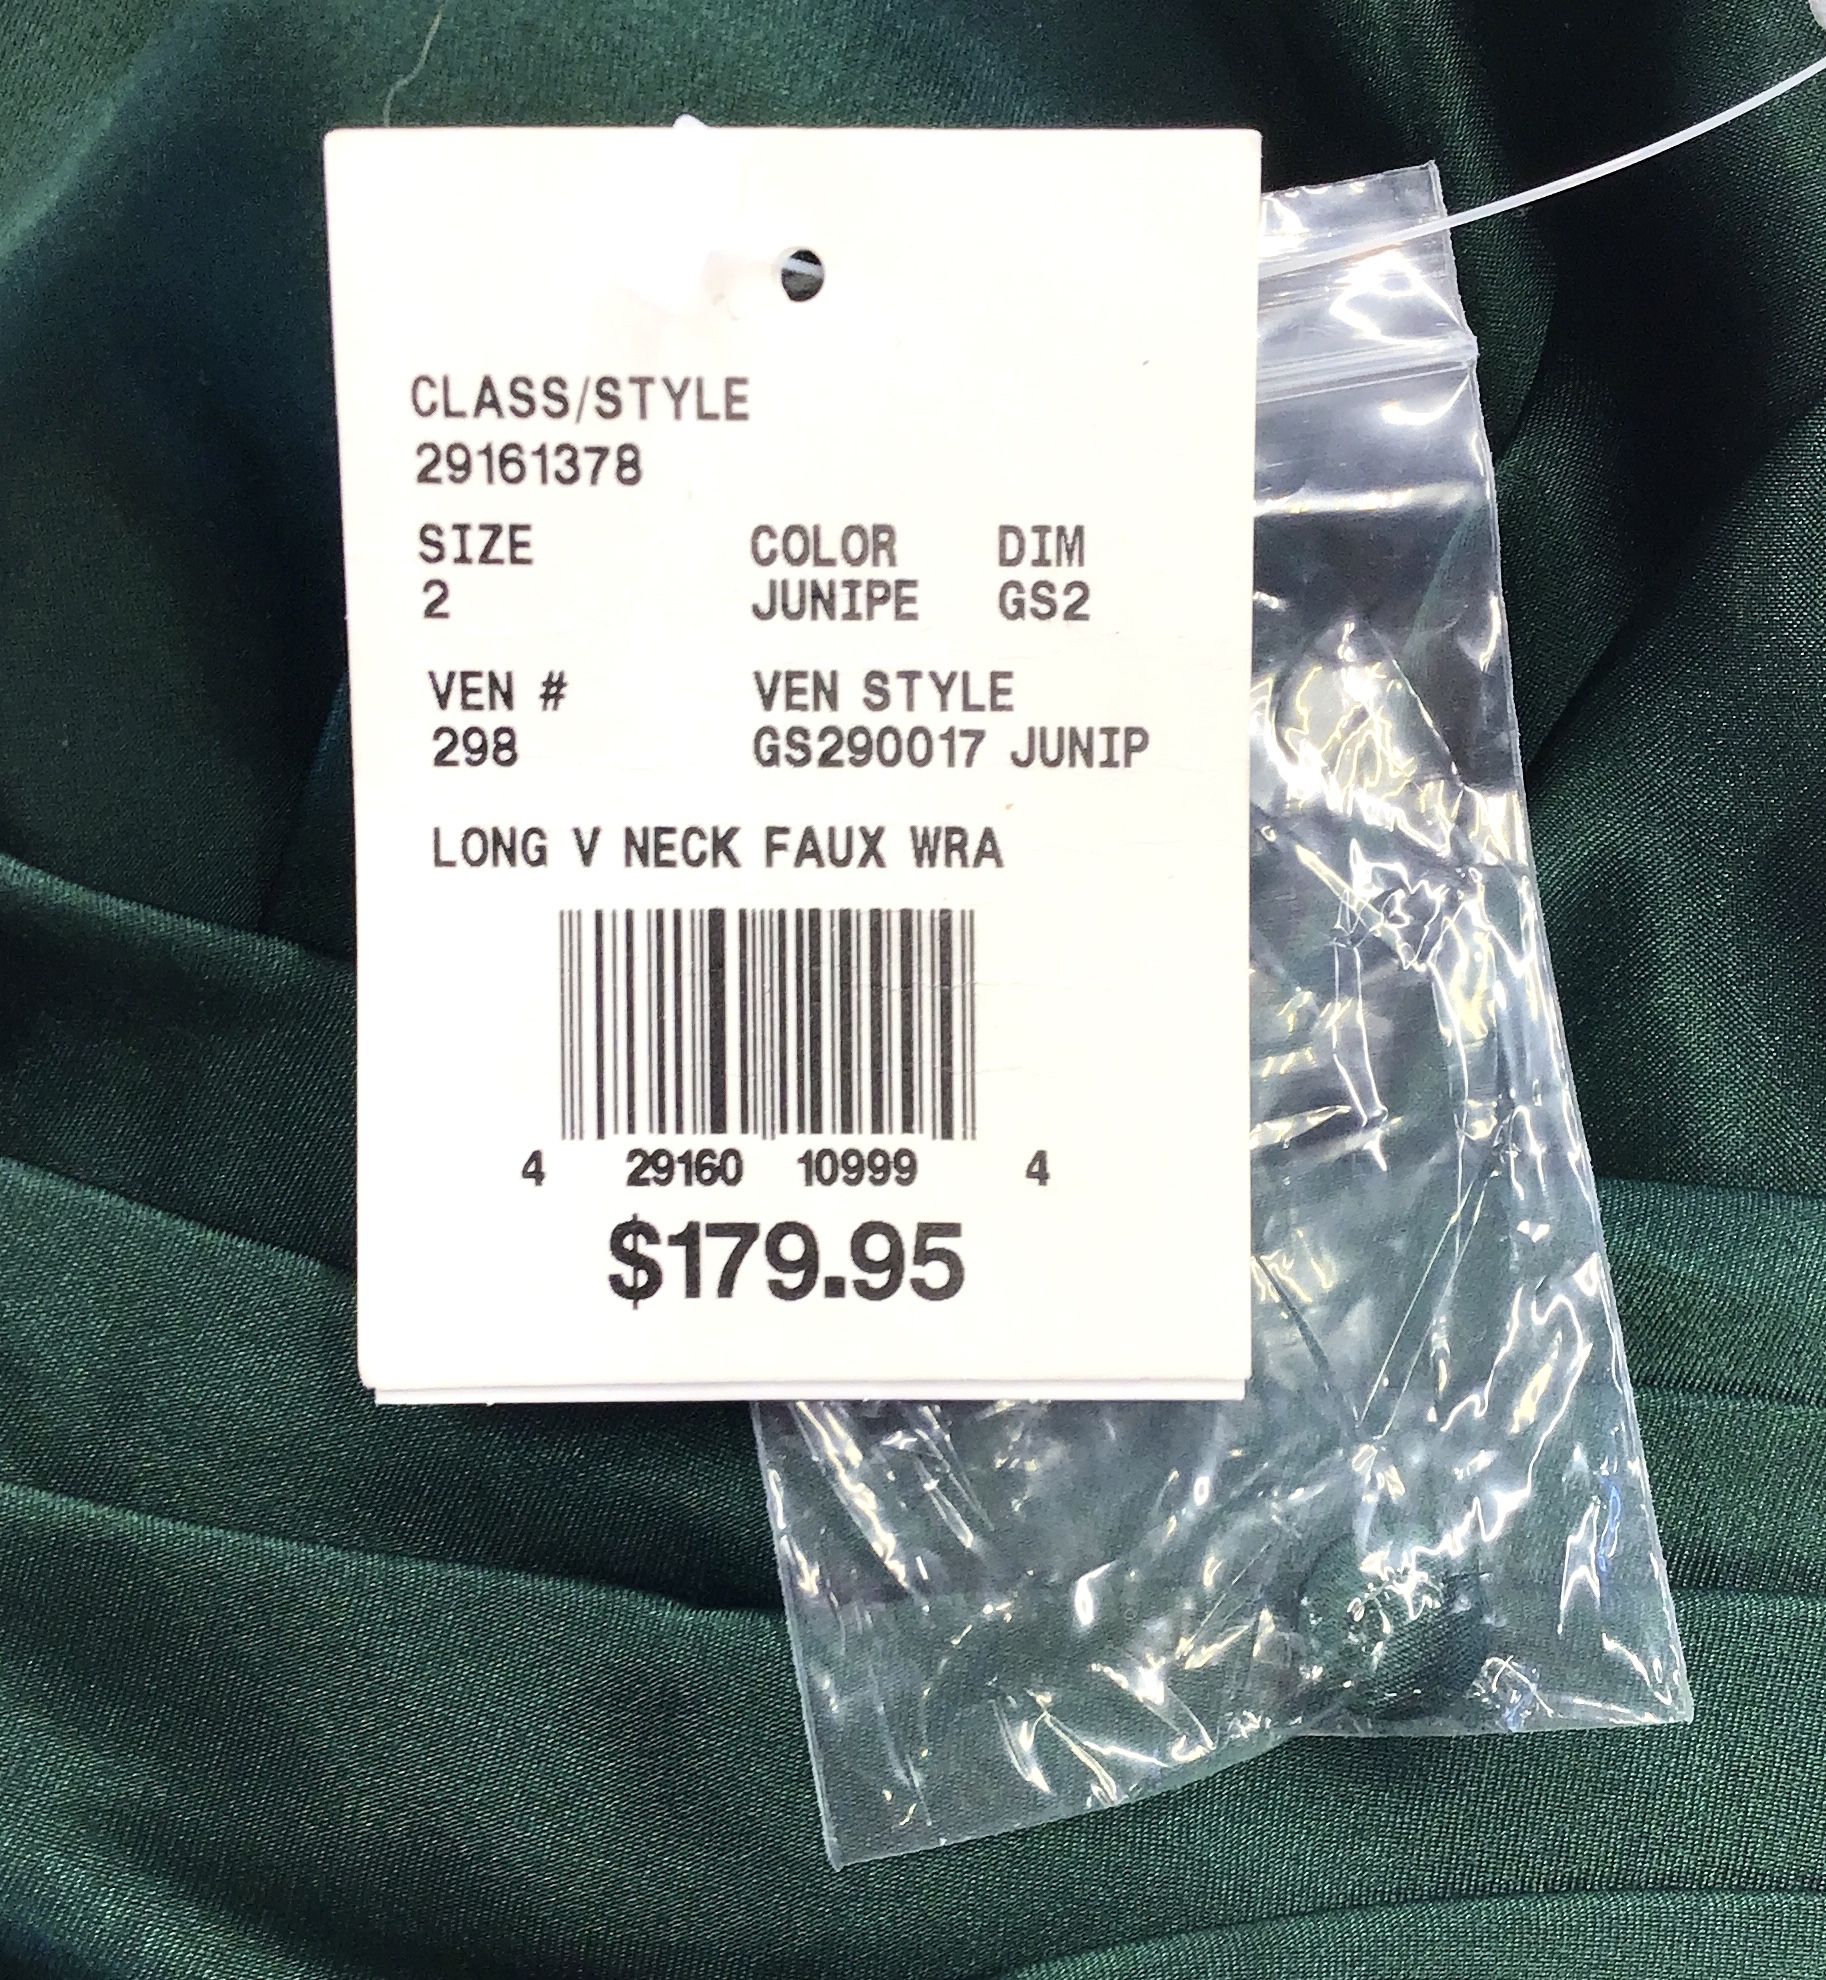 CLASS/STYLE
29161378
SIZE COLOR DIM
2 JUNIPE GS2
VEN # VEN STYLE
298 GS290017 JUNIP
LONG V NECK FAUX WRA
4 29160 10999 4
$179.95